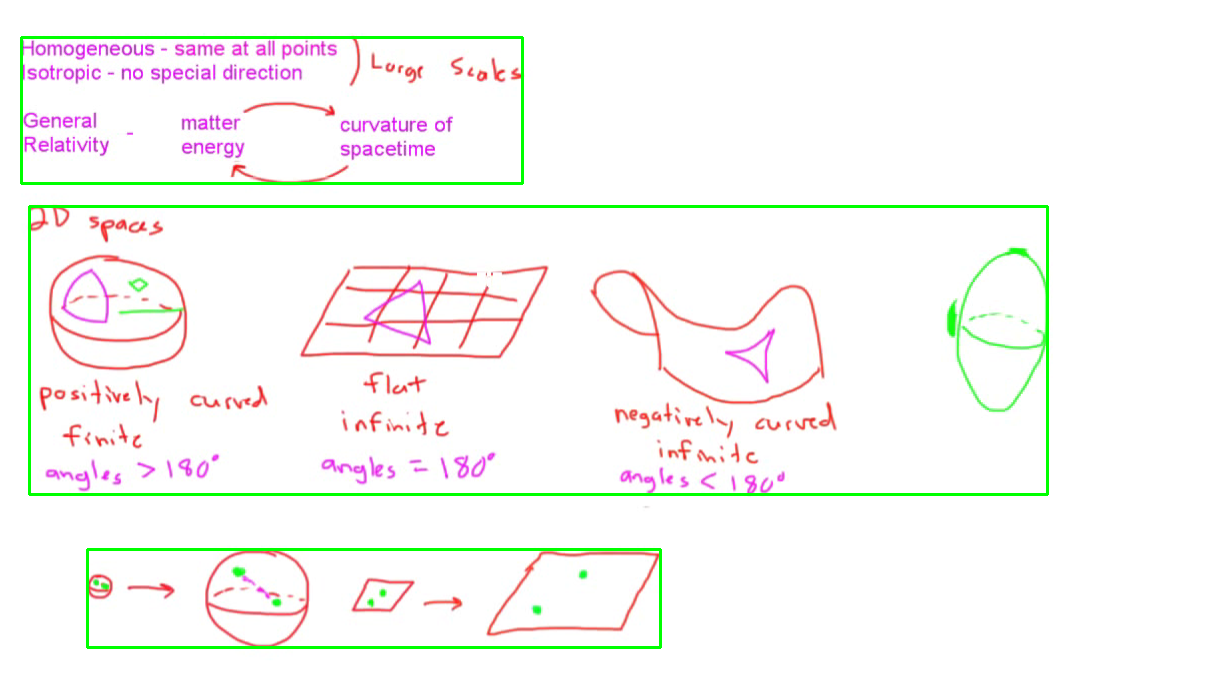 Homogeneous - same at all points
Isotropic - no special direction
) Large Scales
General Relativity - matter energy curvature of spacetime
2D spaces
positively curved
finite
angles > 180°
flat
infinite
angles = 180°
negatively curved
infinite
angles < 180°